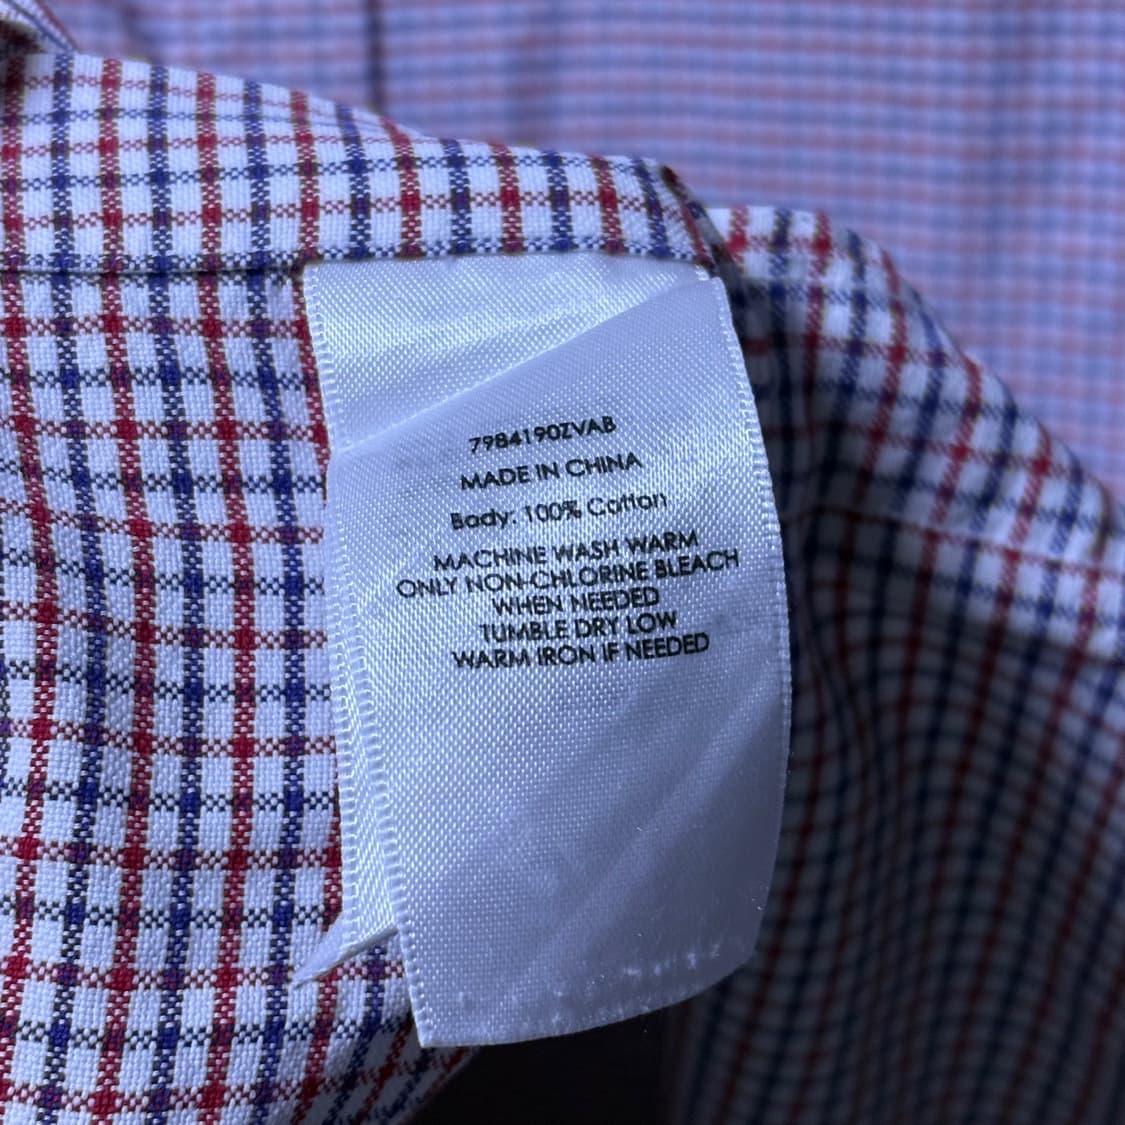 7984190ZVAB
MADE IN CHINA
Body: 100% Cotton
MACHINE WASH WARM
ONLY NON-CHLORINE BLEACH
WHEN NEEDED
TUMBLE DRY LOW
WARM IRON IF NEEDED